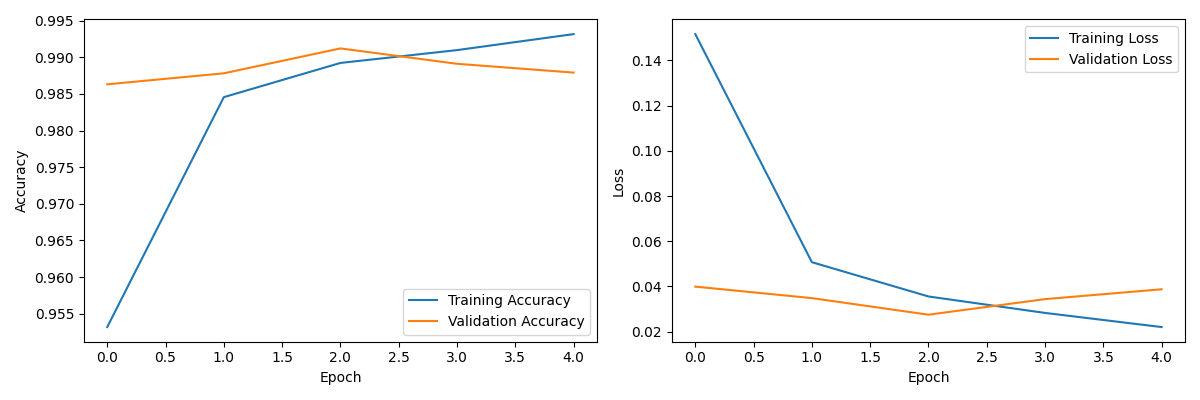 0.995
0.990
0.985
0.980
0.975
0.970
0.965
0.960
0.955
Accuracy
Training Accuracy
Validation Accuracy
0.0 0.5 1.0 1.5 2.0 2.5 3.0 3.5 4.0
Epoch
Training Loss
Validation Loss
0.14
0.12
0.10
0.08
0.06
0.04
0.02
Loss
0.0 0.5 1.0 1.5 2.0 2.5 3.0 3.5 4.0
Epoch